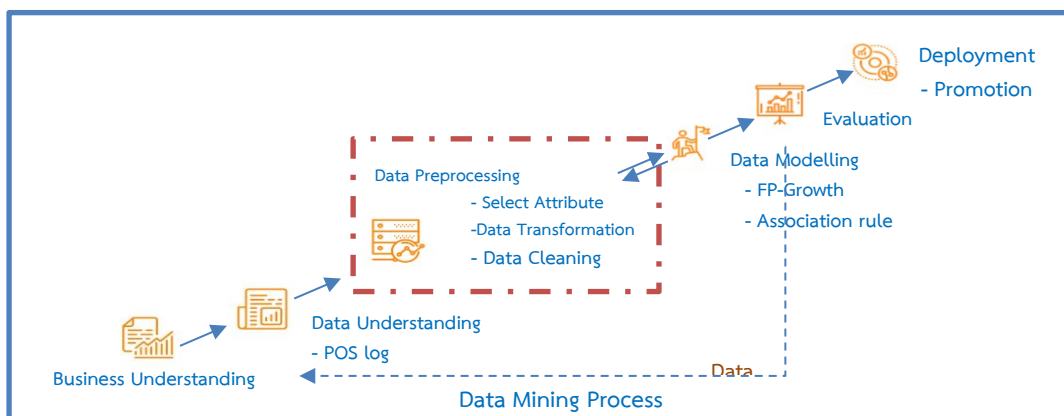 Business Understanding
Data Understanding
- POS log
Data Preprocessing
- Select Attribute
-Data Transformation
- Data Cleaning
Data Modelling
- FP-Growth
- Association rule
Evaluation
Deployment
- Promotion
Data
Data Mining Process